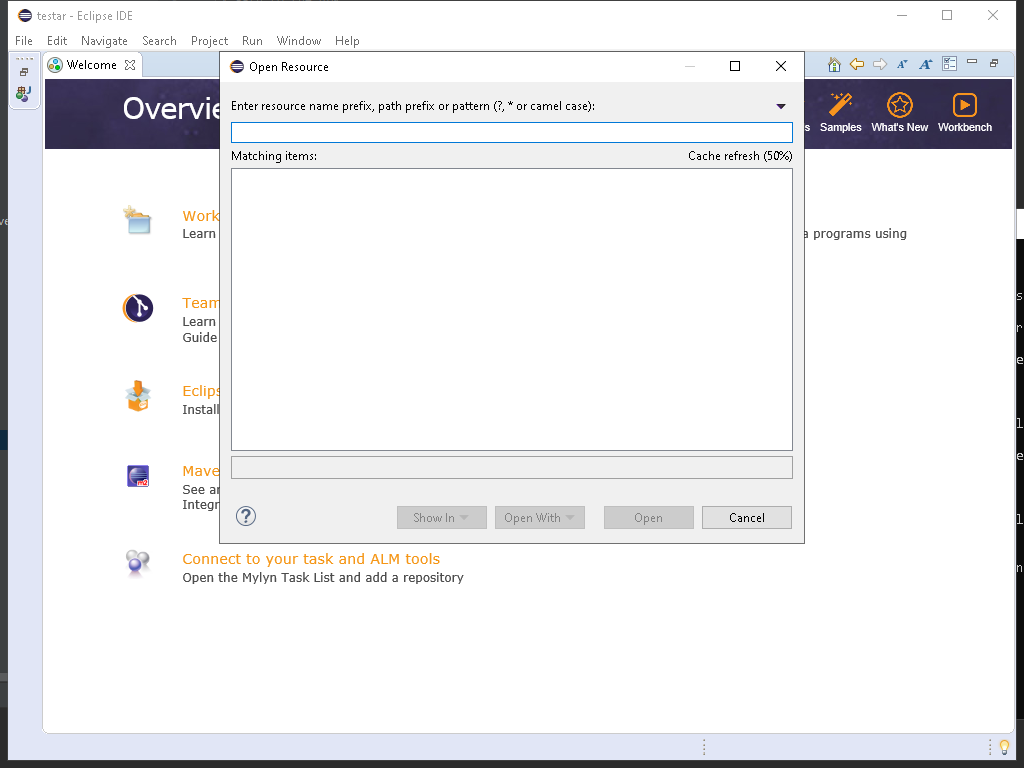 testar - Eclipse IDE
File Edit Navigate Search Project Run Window Help
Welcome
Open Resource
Enter resource name prefix, path prefix or pattern (?, * or camel case):
Matching items: Cache refresh (50%)
Show In Open With Open Cancel
Overvie
Samples What's New Workbench
Work
Learn
a programs using
Team
Learn
Guide
Eclips
Install
Mave
See an
Integr
Connect to your task and ALM tools
Open the Mylyn Task List and add a repository